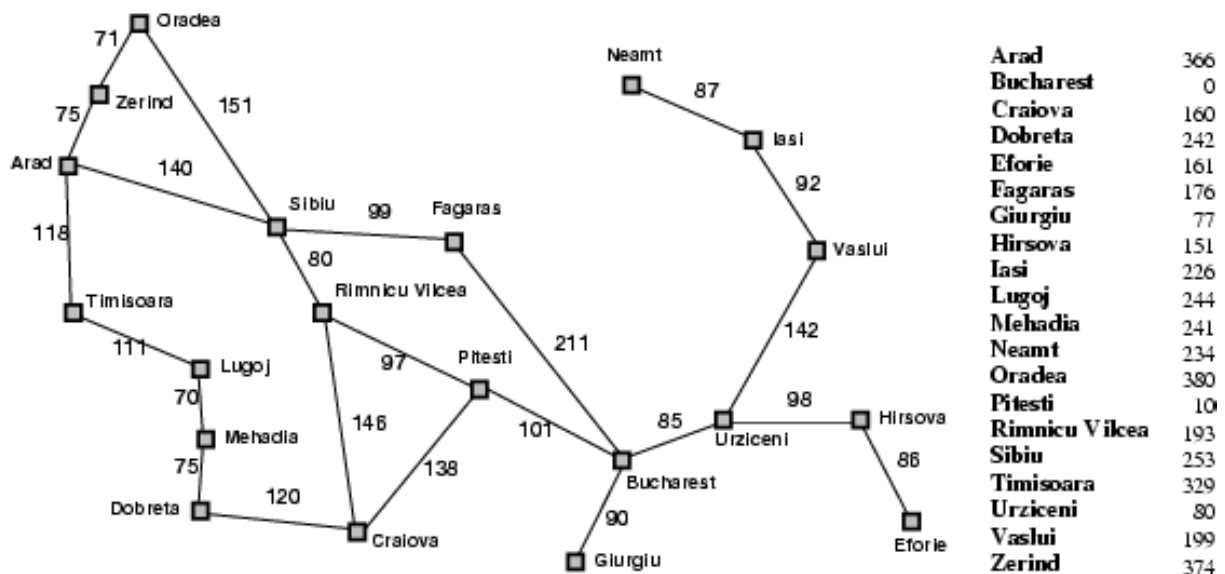 Oradea
71
Neamt
87
Zerind
151
75
Iasi
Arad
140
92
Sibiu
99
Fagaras
118
80
Vaslui
Rimnicu Vilcea
Timisoara
142
111
211
Pitesti
97
Lugoj
70
98
Hirsova
85
146
101
Urziceni
Mehadia
86
138
75
Bucharest
120
Dobreta
90
Craiova
Eforie
Giurgiu
Arad 366
Bucharest 0
Craiova 160
Dobreta 242
Eforie 161
Fagaras 176
Giurgiu 77
Hirsova 151
Iasi 226
Lugoj 244
Mehadia 241
Neamt 234
Oradea 380
Pitesti 10
Rimnicu Vilcea 193
Sibiu 253
Timisoara 329
Urziceni 80
Vaslui 199
Zerind 374